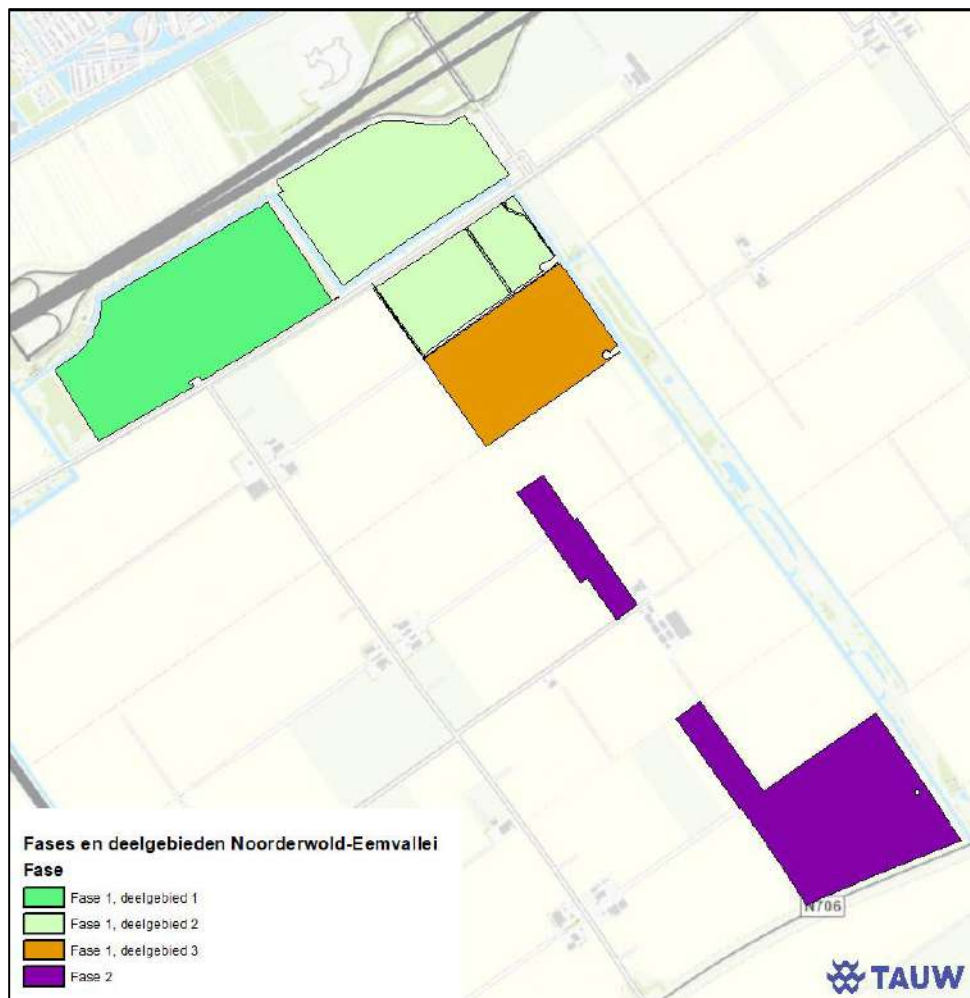 N706
Fases en deelgebieden Noorderwold-Eemvallei
Fase
Fase 1, deelgebied 1
Fase 1, deelgebied 2
Fase 1, deelgebied 3
Fase 2
TAUW